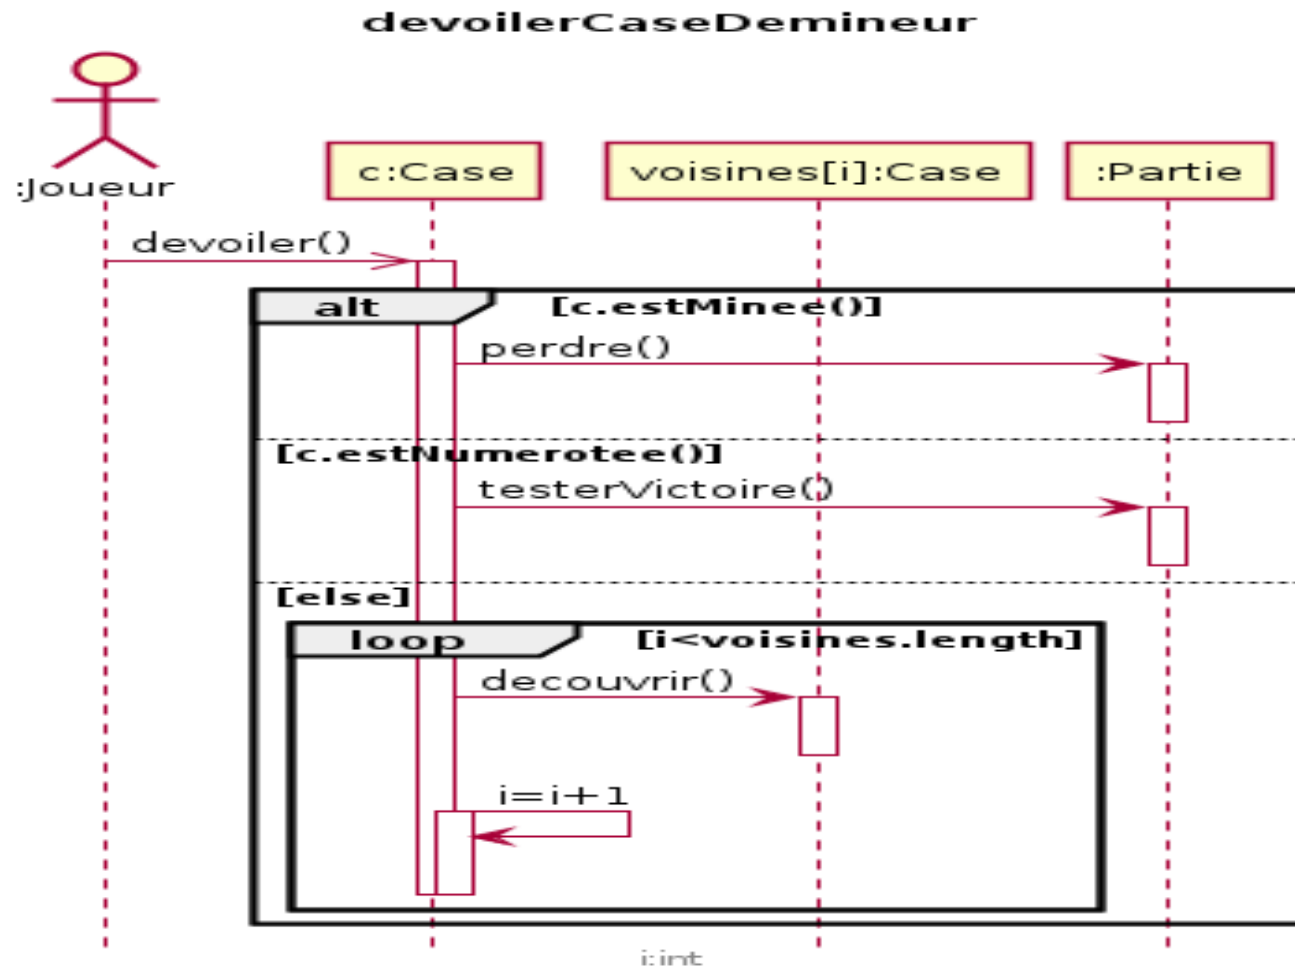 devoilerCaseDemineur
:Joueur
c:Case
voisines[i]:Case
:Partie
devoiler()
alt
[c.estMinee()]
perdre()
[c.estNumerotee()]
testerVictoire()
[else]
loop
[i<voisines.length]
decouvrir()
i=i+1
i:int